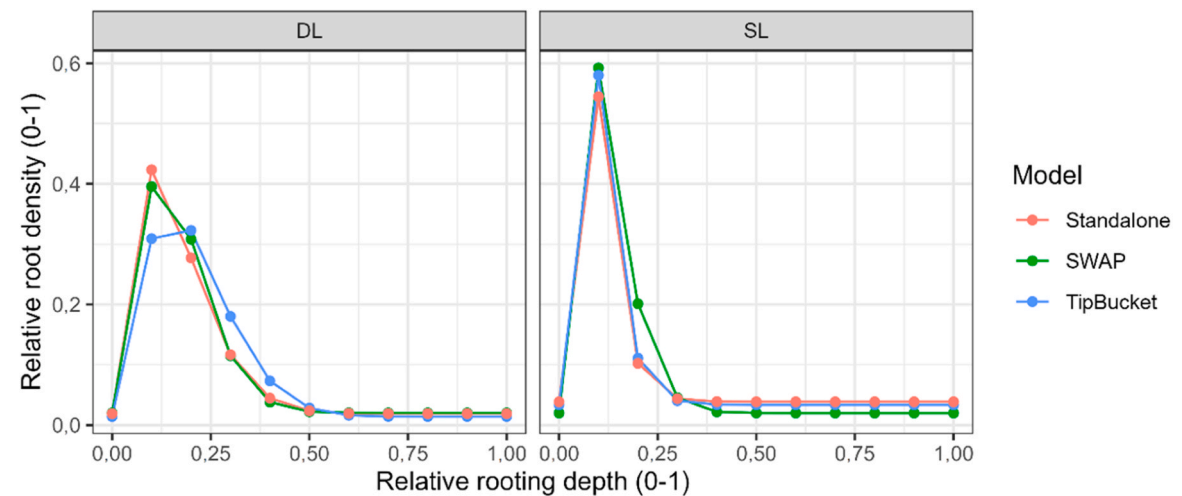 DL SL
Relative root density (0-1)
0,6
0,4
0,2
0,0
0,00 0,25 0,50 0,75 1,00 0,00 0,25 0,50 0,75 1,00
Relative rooting depth (0-1)
Model
Standalone
SWAP
TipBucket